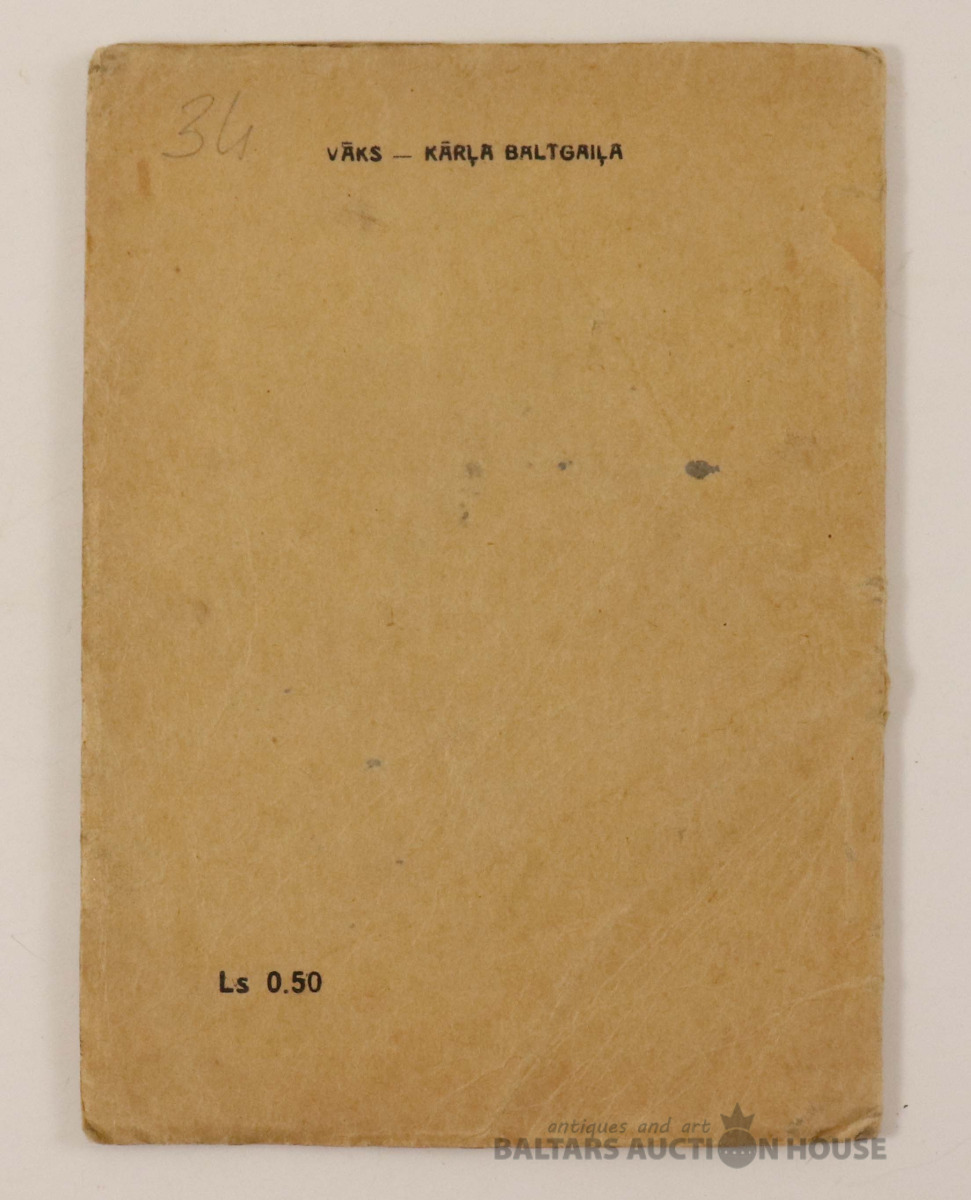 34
VĀKS — KĀRĻA BALTGAIĻA
Ls 0.50
antiques and art
BALTARS AUCTION HOUSE